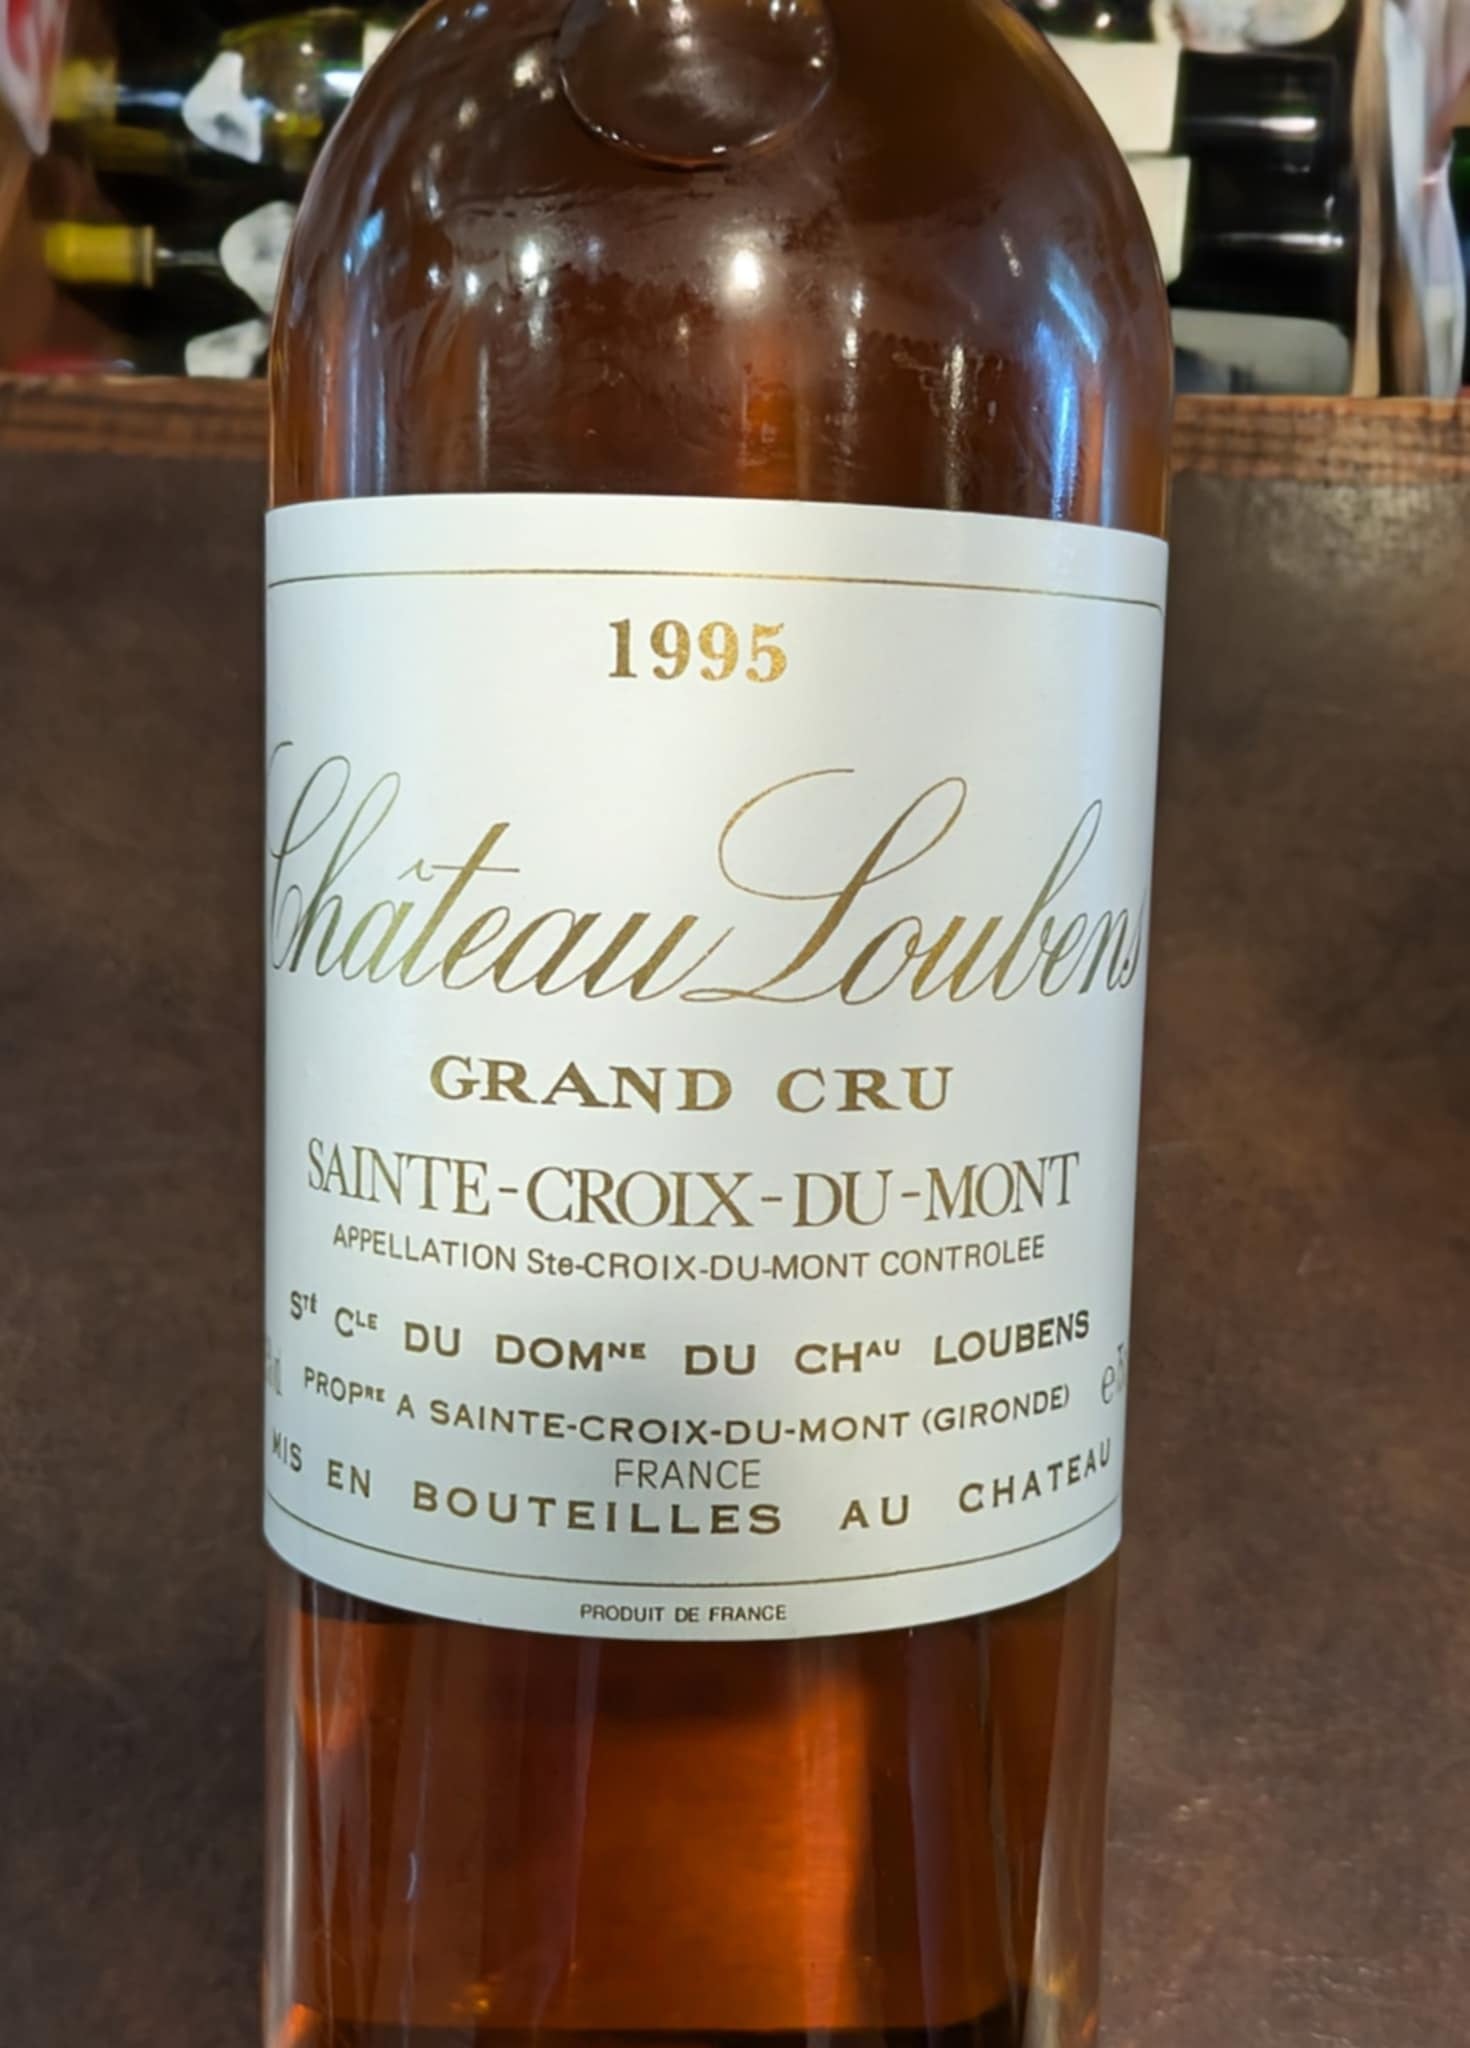 1995
Château Loubens
GRAND CRU
SAINTE-CROIX-DU-MONT
APPELLATION Ste-CROIX-DU-MONT CONTROLEE
STÉ CLE DU DOMNE DU CHAU LOUBENS
PROPRE A SAINTE-CROIX-DU-MONT (GIRONDE)
FRANCE
MIS EN BOUTEILLES AU CHATEAU
PRODUIT DE FRANCE